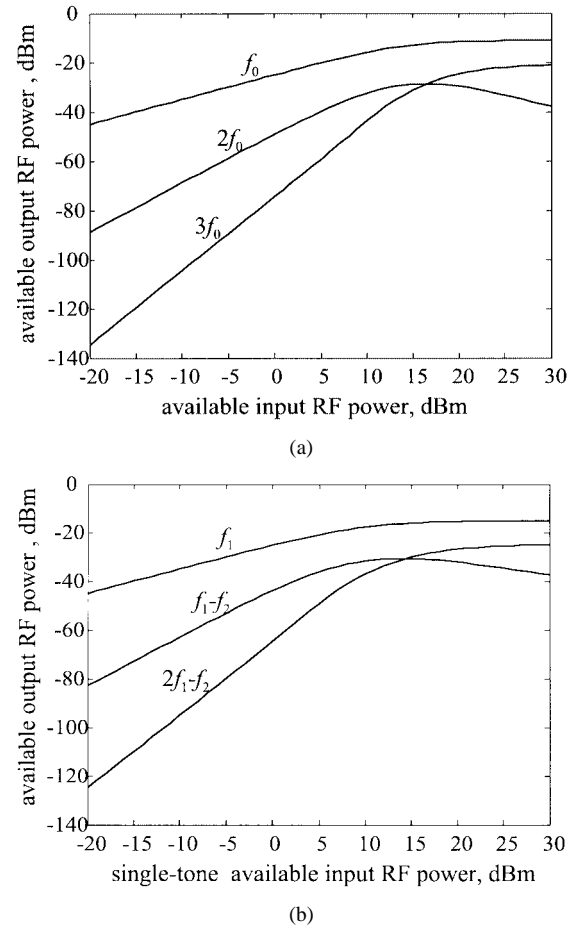 0
-20
-40
-60
-80
-100
-120
-140
available output RF power , dBm
f₀
2f₀
3f₀
-20 -15 -10 -5 0 5 10 15 20 25 30
available input RF power, dBm
(a)
0
-20
-40
-60
-80
-100
-120
-140
available output RF power , dBm
f₁
f₁-f₂
2f₁-f₂
-20 -15 -10 -5 0 5 10 15 20 25 30
single-tone available input RF power, dBm
(b)